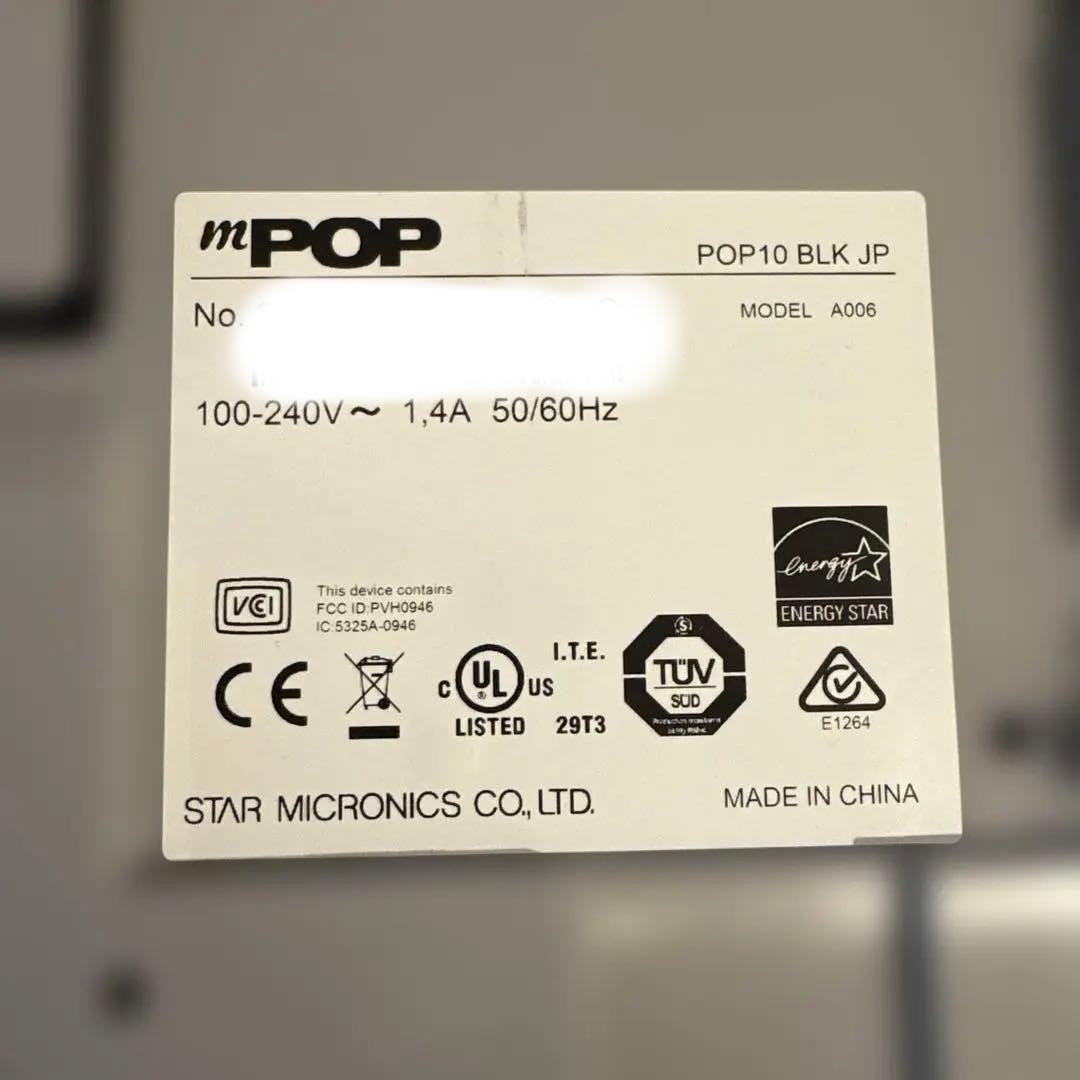 mPOP
POP10 BLK JP
No.
MODEL A006
100-240V～ 1,4A 50/60Hz
energy
ENERGY STAR
VCI
This device contains
FCC ID:PVH0946
IC:5325A-0946
CE
C UL US
®
LISTED
I.T.E.
29T3
S
TÜV
SÜD
E1264
STAR MICRONICS CO.,LTD.
MADE IN CHINA